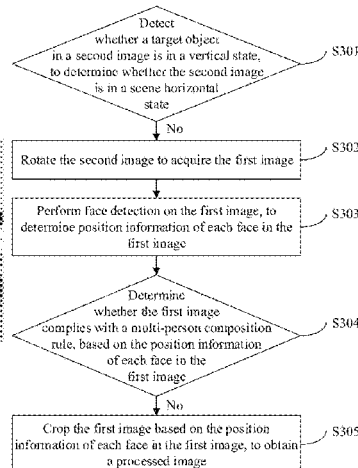 Detect
whether a target object
in a second image is in a vertical state,
to determine whether the second image
is in a scene horizontal
state
S301
No
Rotate the second image to acquire the first image
S302
Perform face detection on the first image, to
determine position information of each face in the
first image
S303
Determine
whether the first image
complies with a multi-person composition
rule, based on the position information
of each face in the
first image
S304
No
Crop the first image based on the position
information of each face in the first image, to obtain
a processed image
S305